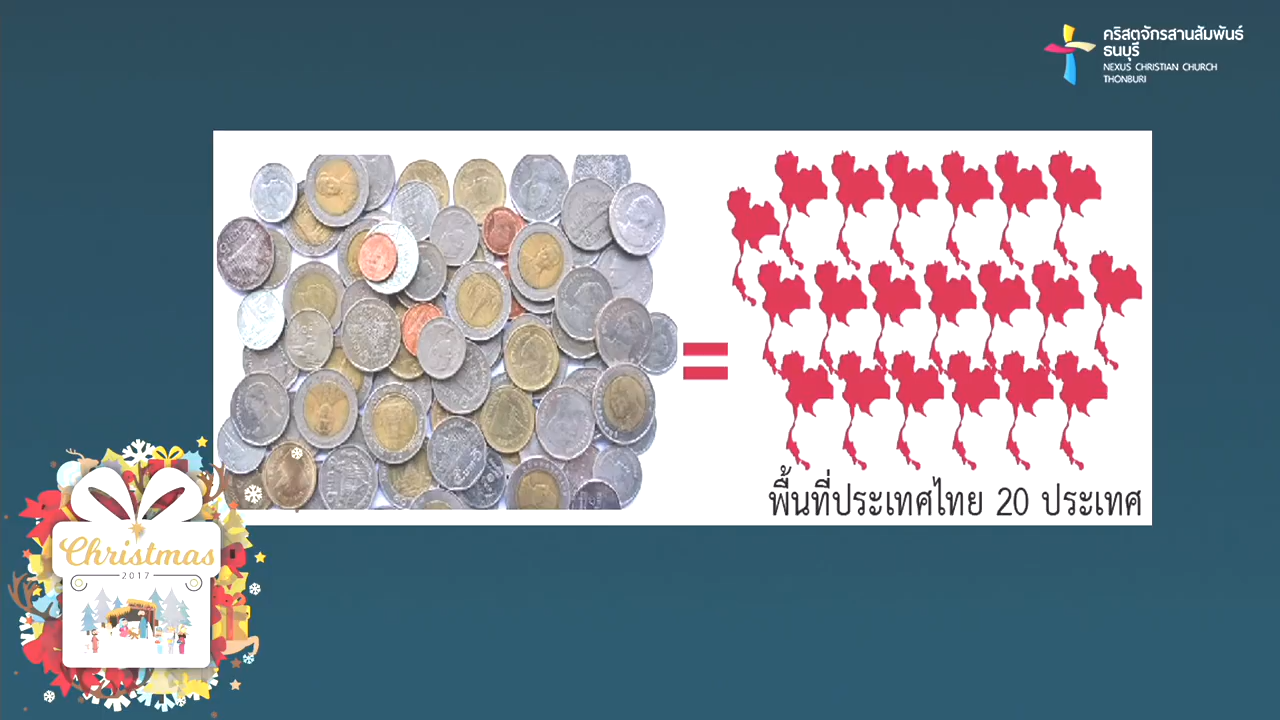 คริสตจักรสานสัมพันธ์
ธนบุรี
NEXUS CHRISTIAN CHURCH
THONBURI
=
พื้นที่ประเทศไทย 20 ประเทศ
Christmas
2017